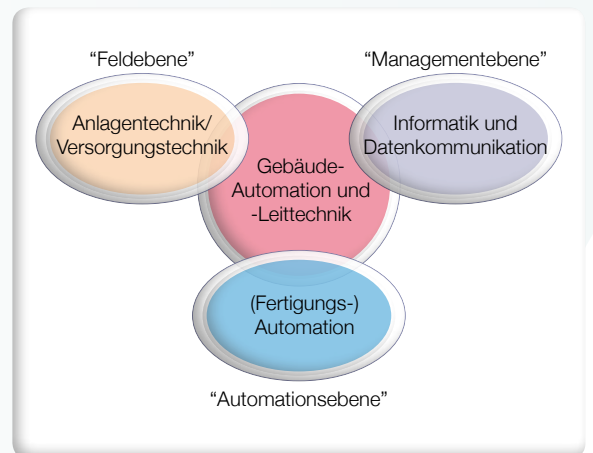 “Feldebene”
“Managementebene”
Anlagentechnik/
Versorgungstechnik
Informatik und
Datenkommunikation
Gebäude-
Automation und
-Leittechnik
(Fertigungs-)
Automation
“Automationsebene”